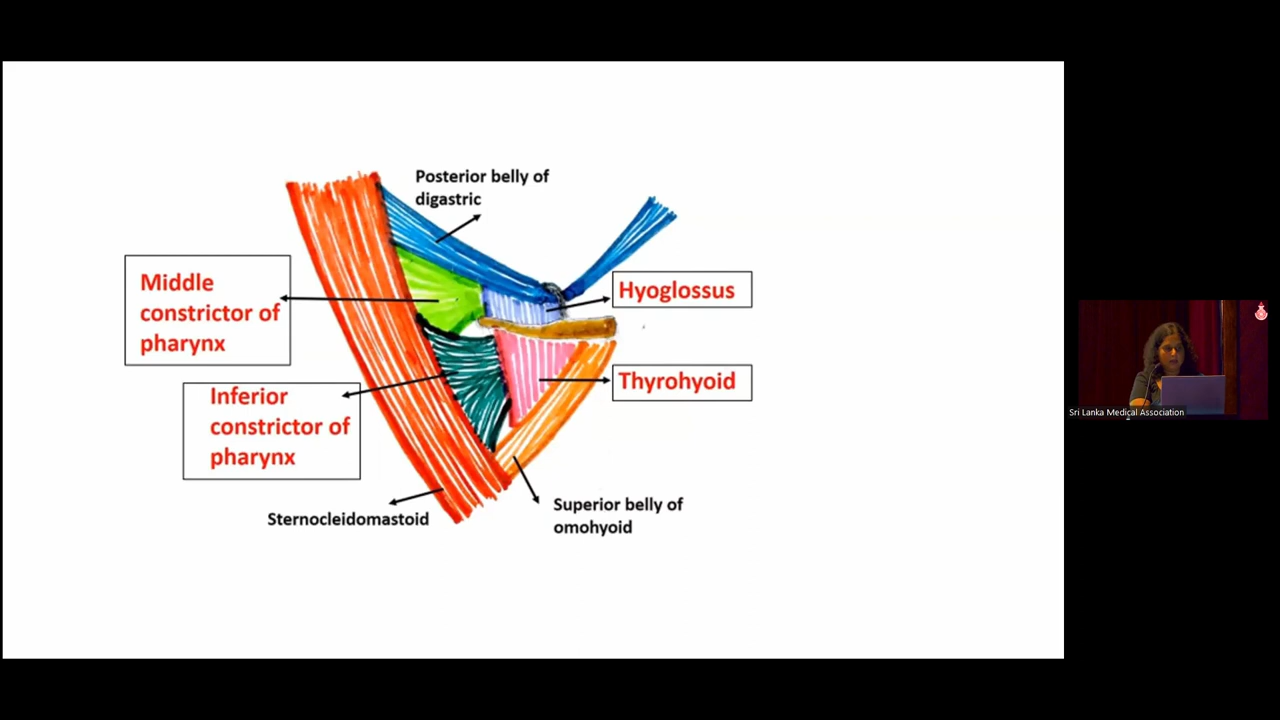 Posterior belly of
digastric
Middle
constrictor of
pharynx
Hyoglossus
Thyrohyoid
Inferior
constrictor of
pharynx
Sternocleidomastoid
Superior belly of
omohyoid
Sri Lanka Medical Association